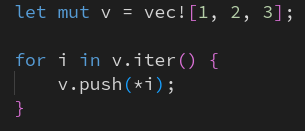 let mut v = vec![1, 2, 3];
for i in v.iter() {
    v.push(*i);
}